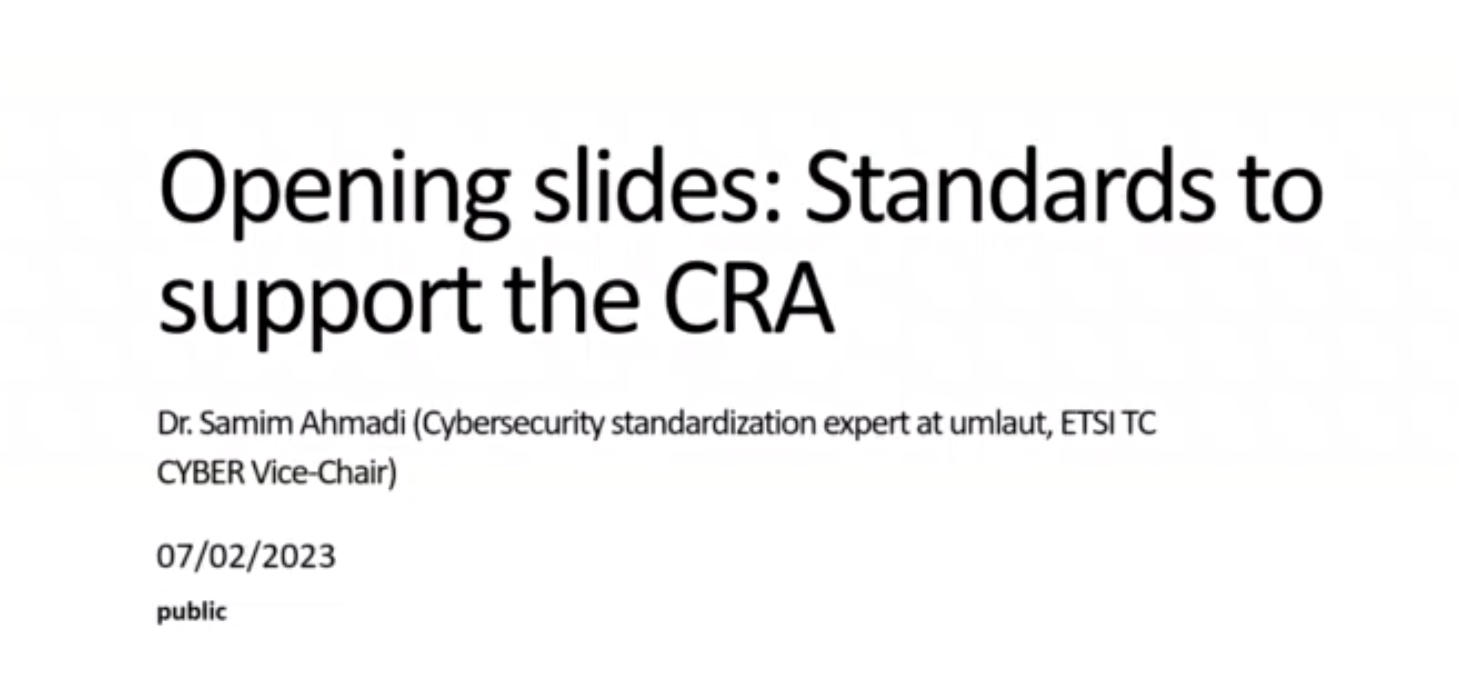 Opening slides: Standards to
support the CRA
Dr. Samim Ahmadi (Cybersecurity standardization expert at umlaut, ETSI TC
CYBER Vice-Chair)
07/02/2023
public